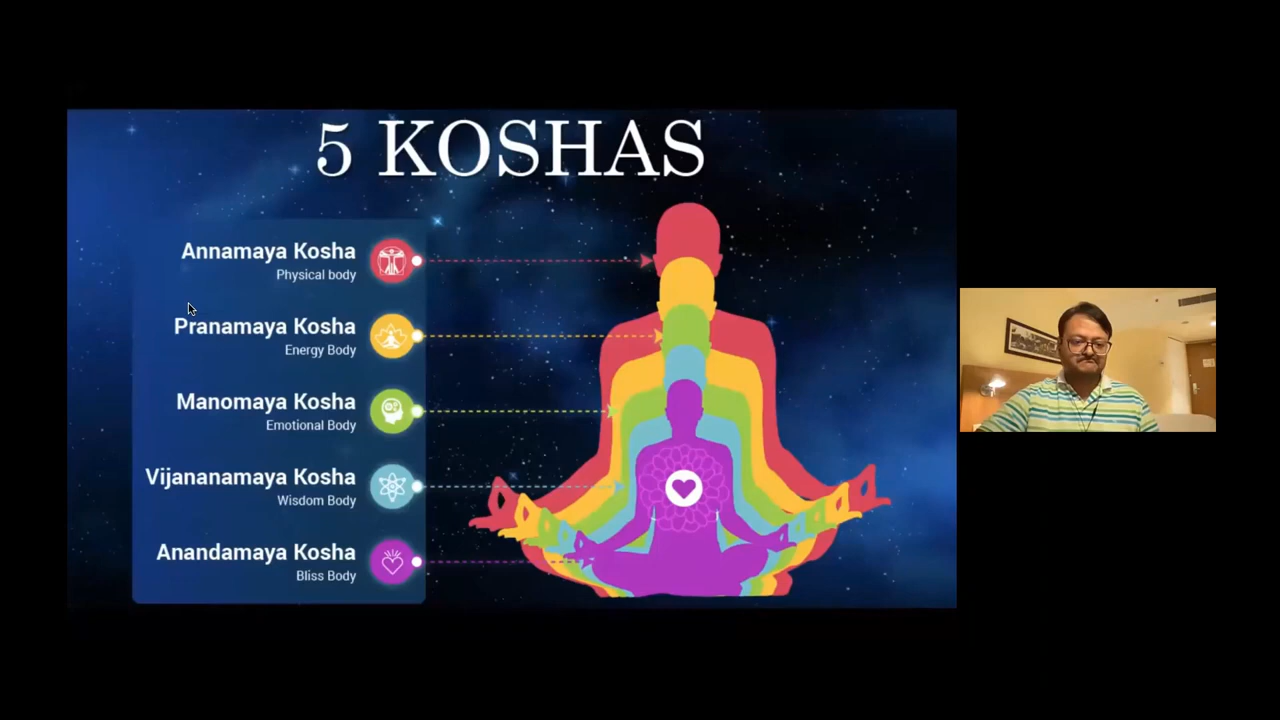 5 KOSHAS
Annamaya Kosha
Physical body
Pranamaya Kosha
Energy Body
Manomaya Kosha
Emotional Body
Vijananamaya Kosha
Wisdom Body
Anandamaya Kosha
Bliss Body